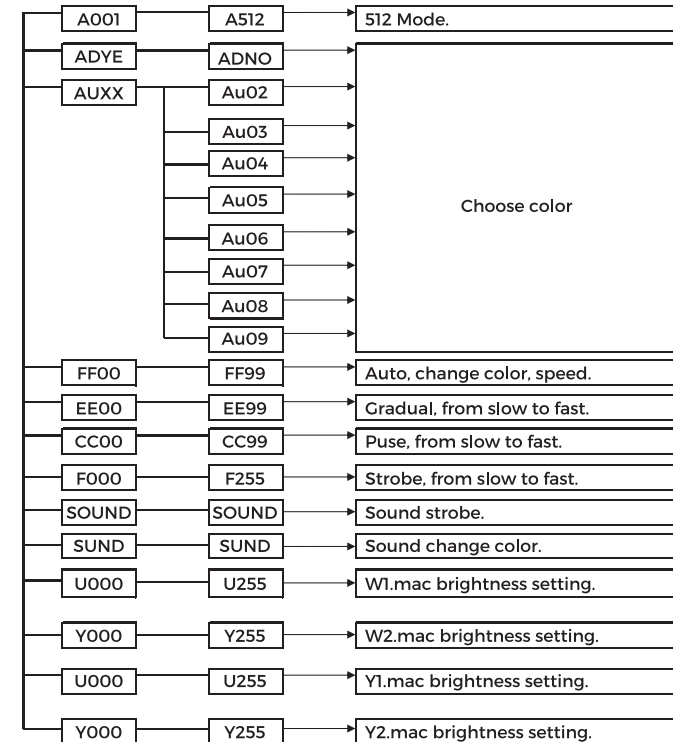 A001 A512 512 Mode.
ADYE ADNO
AUXX Au02
Au03
Au04
Au05
Choose color
Au06
Au07
Au08
Au09
FF00 FF99 Auto, change color, speed.
EE00 EE99 Gradual, from slow to fast.
CC00 CC99 Puse, from slow to fast.
F000 F255 Strobe, from slow to fast.
SOUND SOUND Sound strobe.
SUND SUND Sound change color.
U000 U255 W1.mac brightness setting.
Y000 Y255 W2.mac brightness setting.
U000 U255 Y1.mac brightness setting.
Y000 Y255 Y2.mac brightness setting.